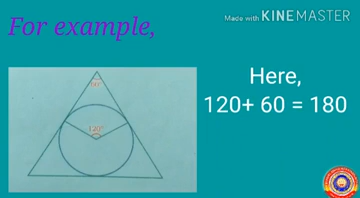 For example,
Made with KINEMASTER
60°
120°
Here,
120+ 60 = 180